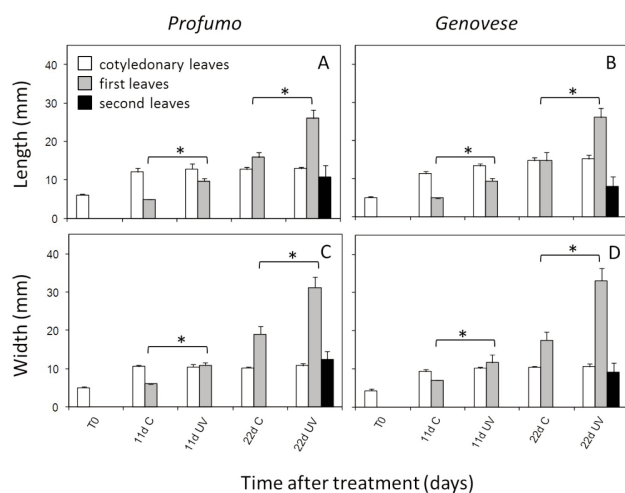 Profumo
Genovese
cotyledonary leaves
first leaves
second leaves
A
B
C
D
Length (mm)
40
30
20
10
0
*
*
*
*
Width (mm)
40
30
20
10
0
*
*
*
*
T0
11d C
11d UV
22d C
22d UV
T0
11d C
11d UV
22d C
22d UV
Time after treatment (days)